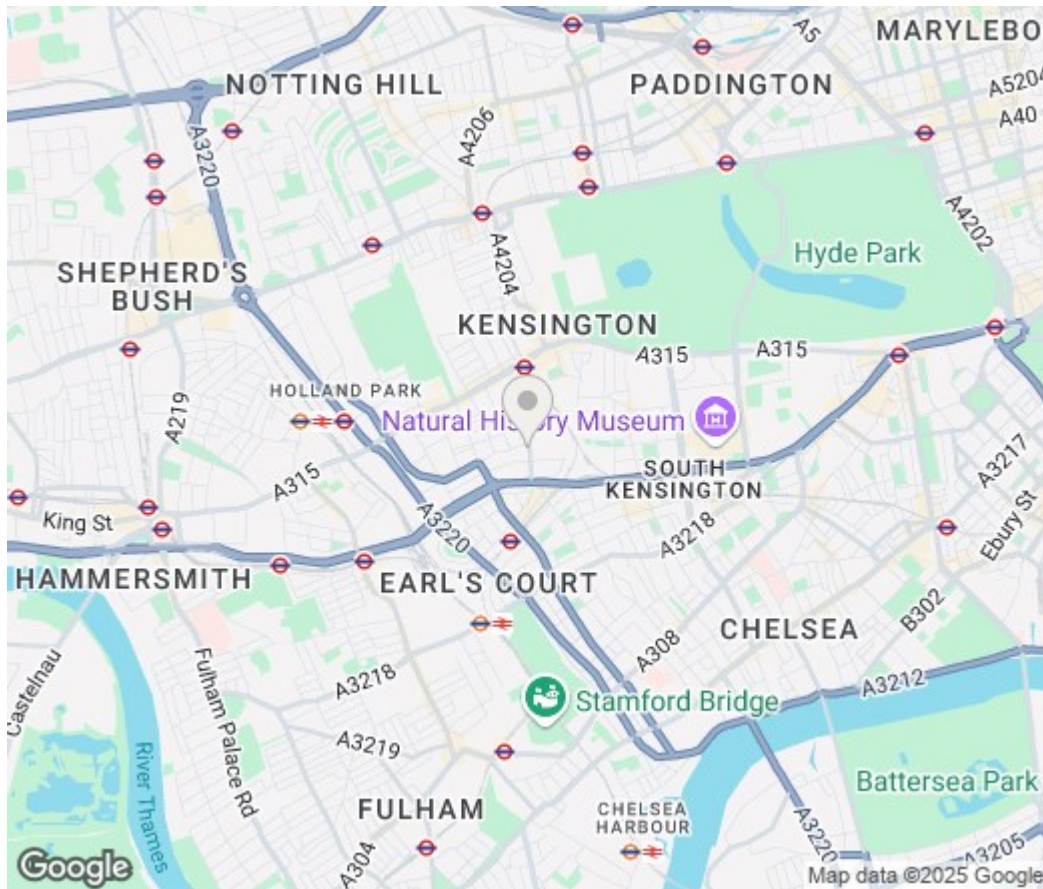 MARYLEBO
A5
NOTTING HILL
PADDINGTON
A5204
A40
A3220
A4206
A4202
SHEPHERD'S
BUSH
A4204
Hyde Park
KENSINGTON
A315
A315
HOLLAND PARK
A219
Natural History Museum
SOUTH
KENSINGTON
A3217
A315
King St
A3220
A3218
Ebury St
HAMMERSMITH
EARL'S COURT
B302
CHELSEA
A308
Castelnau
Fulham Palace Rd
A3218
A3212
Stamford Bridge
A3219
River Thames
Battersea Park
FULHAM
CHELSEA
HARBOUR
A304
A3220
A3205
Google
Map data ©2025 Google